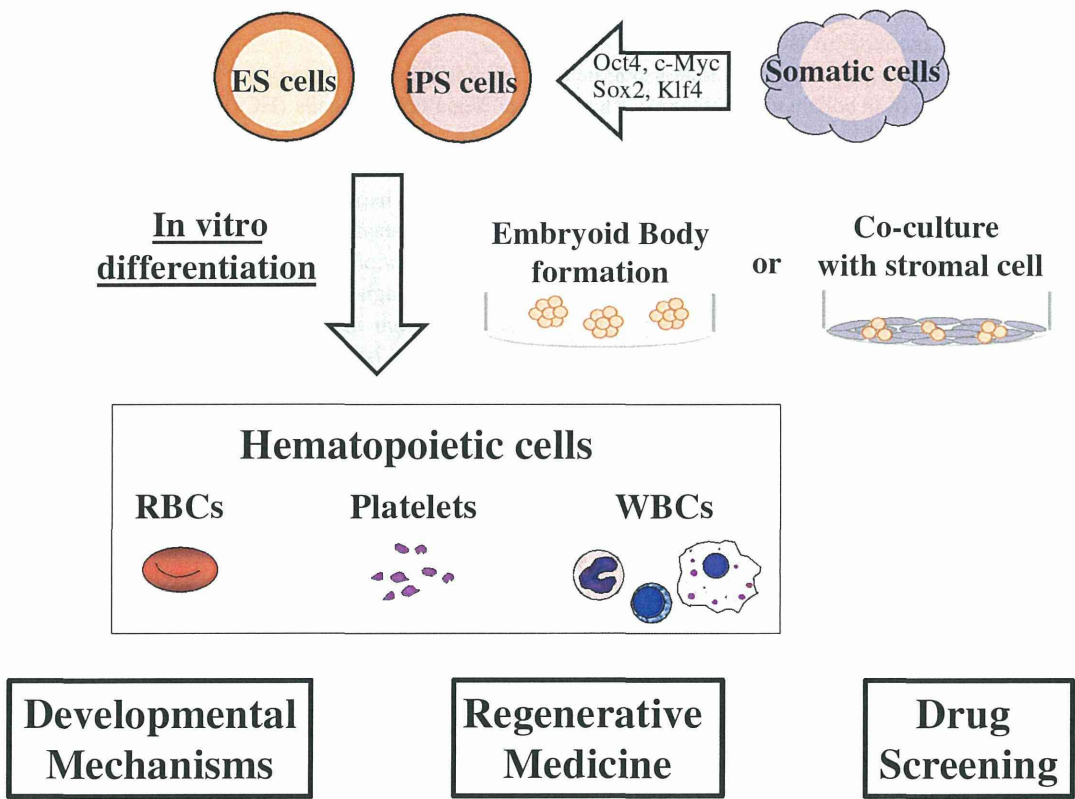 ES cells
iPS cells
Oct4, c-Myc
Sox2, Klf4
Somatic cells
In vitro
differentiation
Embryoid Body
formation
or
Co-culture
with stromal cell
Hematopoietic cells
RBCs
Platelets
WBCs
Developmental
Mechanisms
Regenerative
Medicine
Drug
Screening